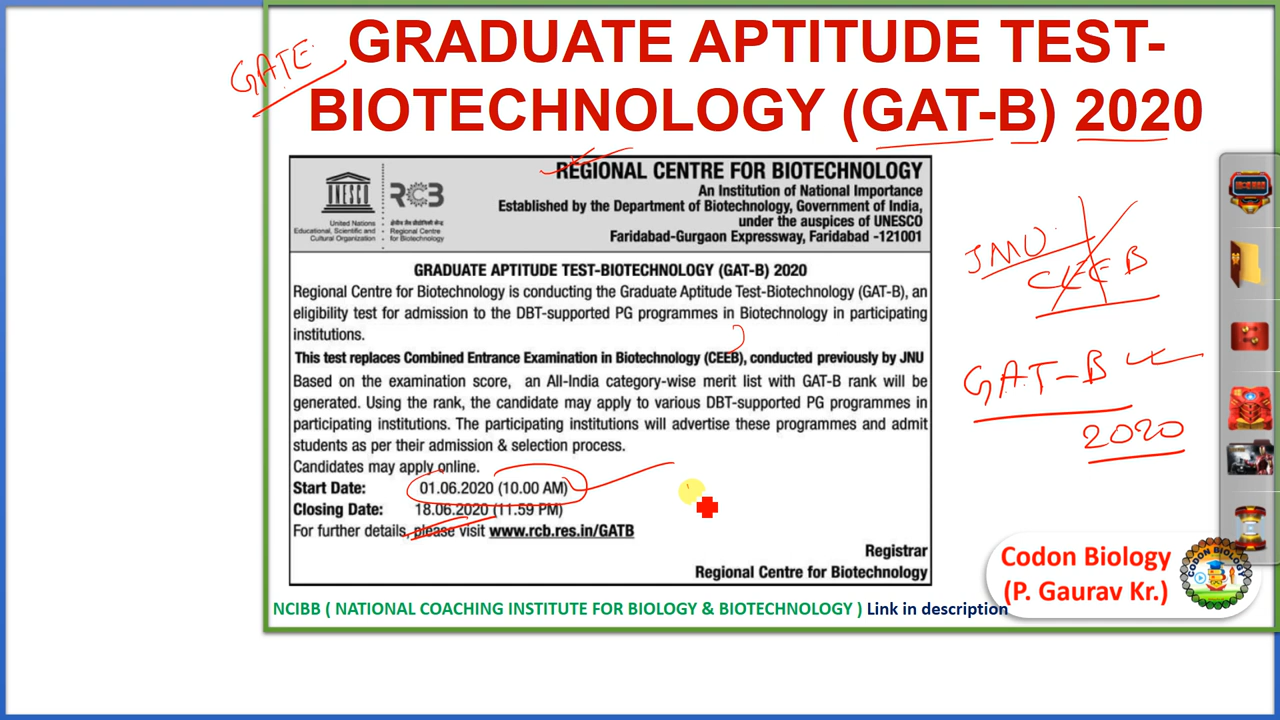 GATE
GRADUATE APTITUDE TEST-
BIOTECHNOLOGY (GAT-B) 2020
REGIONAL CENTRE FOR BIOTECHNOLOGY
An Institution of National Importance
Established by the Department of Biotechnology, Government of India,
under the auspices of UNESCO
Faridabad-Gurgaon Expressway, Faridabad -121001
UNESCO
United Nations
Educational, Scientific and
Cultural Organization
RCB
क्षेत्रीय जैव प्रौद्योगिकी केन्द्र
Regional Centre
for Biotechnology
GRADUATE APTITUDE TEST-BIOTECHNOLOGY (GAT-B) 2020
Regional Centre for Biotechnology is conducting the Graduate Aptitude Test-Biotechnology (GAT-B), an
eligibility test for admission to the DBT-supported PG programmes in Biotechnology in participating
institutions.
This test replaces Combined Entrance Examination in Biotechnology (CEEB), conducted previously by JNU
Based on the examination score, an All-India category-wise merit list with GAT-B rank will be
generated. Using the rank, the candidate may apply to various DBT-supported PG programmes in
participating institutions. The participating institutions will advertise these programmes and admit
students as per their admission & selection process.
Candidates may apply online.
Start Date: 01.06.2020 (10.00 AM)
Closing Date: 18.06.2020 (11.59 PM)
For further details, please visit www.rcb.res.in/GATB
Registrar
Regional Centre for Biotechnology
JNU
CEEB
GAT-B
2020
Codon Biology
(P. Gaurav Kr.)
CODON BIOLOGY
NCIBB ( NATIONAL COACHING INSTITUTE FOR BIOLOGY & BIOTECHNOLOGY ) Link in description